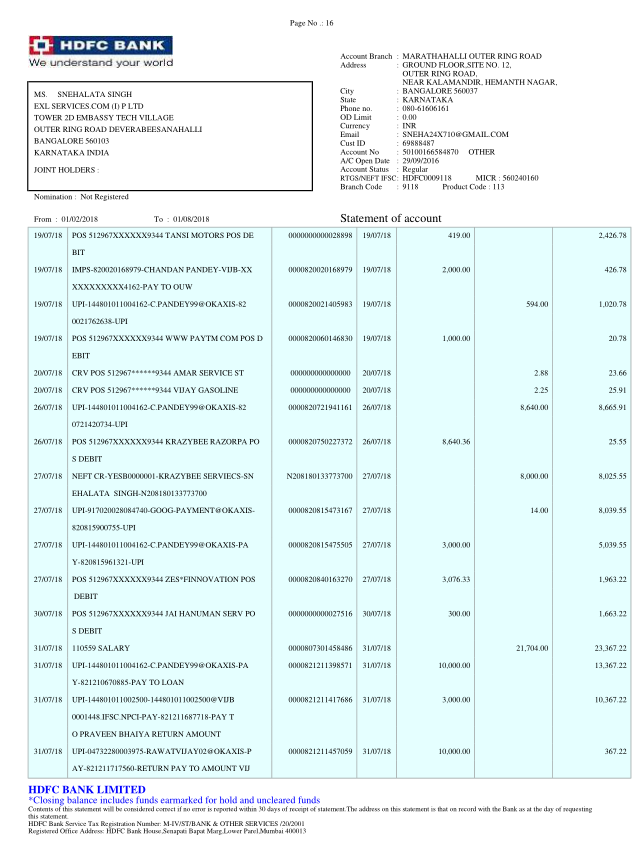 Page No .: 16
HDFC BANK
We understand your world
Account Branch : MARATHAHALLI OUTER RING ROAD
Address : GROUND FLOOR,SITE NO. 12,
OUTER RING ROAD,
NEAR KALAMANDIR, HEMANTH NAGAR,
City : BANGALORE 560037
State : KARNATAKA
Phone no. : 080-61606161
OD Limit : 0.00
Currency : INR
Email : SNEHA24X710@GMAIL.COM
Cust ID : 69888487
Account No : 50100166584870 OTHER
A/C Open Date : 29/09/2016
Account Status : Regular
RTGS/NEFT IFSC: HDFC0009118 MICR : 560240160
Branch Code : 9118 Product Code : 113
MS. SNEHALATA SINGH
EXL SERVICES.COM (I) P LTD
TOWER 2D EMBASSY TECH VILLAGE
OUTER RING ROAD DEVERABEESANAHALLI
BANGALORE 560103
KARNATAKA INDIA
JOINT HOLDERS :
Nomination : Not Registered
From : 01/02/2018 To : 01/08/2018 Statement of account
19/07/18 POS 512967XXXXXX9344 TANSI MOTORS POS DE 0000000000028898 19/07/18 419.00 2,426.78
BIT
19/07/18 IMPS-820020168979-CHANDAN PANDEY-VIJB-XX 0000820020168979 19/07/18 2,000.00 426.78
XXXXXXXXX4162-PAY TO OUW
19/07/18 UPI-144801011004162-C.PANDEY99@OKAXIS-82 0000820021405983 19/07/18 594.00 1,020.78
0021762638-UPI
19/07/18 POS 512967XXXXXX9344 WWW PAYTM COM POS D 0000820060146830 19/07/18 1,000.00 20.78
EBIT
20/07/18 CRV POS 512967******9344 AMAR SERVICE ST 000000000000000 20/07/18 2.88 23.66
20/07/18 CRV POS 512967******9344 VIJAY GASOLINE 000000000000000 20/07/18 2.25 25.91
26/07/18 UPI-144801011004162-C.PANDEY99@OKAXIS-82 0000820721941161 26/07/18 8,640.00 8,665.91
0721420734-UPI
26/07/18 POS 512967XXXXXX9344 KRAZYBEE RAZORPA PO 0000820750227372 26/07/18 8,640.36 25.55
S DEBIT
27/07/18 NEFT CR-YESB0000001-KRAZYBEE SERVIECS-SN N208180133773700 27/07/18 8,000.00 8,025.55
EHALATA SINGH-N208180133773700
27/07/18 UPI-917020028084740-GOOG-PAYMENT@OKAXIS- 0000820815473167 27/07/18 14.00 8,039.55
820815900755-UPI
27/07/18 UPI-144801011004162-C.PANDEY99@OKAXIS-PA 0000820815475505 27/07/18 3,000.00 5,039.55
Y-820815961321-UPI
27/07/18 POS 512967XXXXXX9344 ZES*FINNOVATION POS 0000820840163270 27/07/18 3,076.33 1,963.22
DEBIT
30/07/18 POS 512967XXXXXX9344 JAI HANUMAN SERV PO 0000000000027516 30/07/18 300.00 1,663.22
S DEBIT
31/07/18 110559 SALARY 0000807301458486 31/07/18 21,704.00 23,367.22
31/07/18 UPI-144801011004162-C.PANDEY99@OKAXIS-PA 0000821211398571 31/07/18 10,000.00 13,367.22
Y-821210670885-PAY TO LOAN
31/07/18 UPI-144801011002500-144801011002500@VIJB 0000821211417686 31/07/18 3,000.00 10,367.22
0001448.IFSC.NPCI-PAY-821211687718-PAY T
O PRAVEEN BHAIYA RETURN AMOUNT
31/07/18 UPI-04732280003975-RAWATVIJAY02@OKAXIS-P 0000821211457059 31/07/18 10,000.00 367.22
AY-821211717560-RETURN PAY TO AMOUNT VIJ
HDFC BANK LIMITED
*Closing balance includes funds earmarked for hold and uncleared funds
Contents of this statement will be considered correct if no error is reported within 30 days of receipt of statement.The address on this statement is that on record with the Bank as at the day of requesting
this statement.
HDFC Bank Service Tax Registration Number: M-IV/ST/BANK & OTHER SERVICES /20/2001
Registered Office Address: HDFC Bank House,Senapati Bapat Marg,Lower Parel,Mumbai 400013